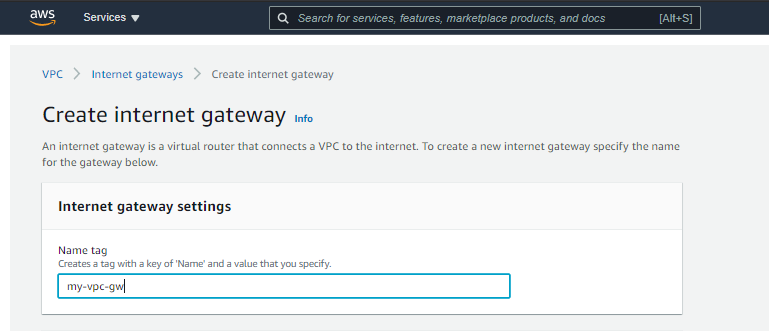 aws
Services
Search for services, features, marketplace products, and docs [Alt+S]
VPC > Internet gateways > Create internet gateway
Create internet gateway Info
An internet gateway is a virtual router that connects a VPC to the internet. To create a new internet gateway specify the name
for the gateway below.
Internet gateway settings
Name tag
Creates a tag with a key of 'Name' and a value that you specify.
my-vpc-gw